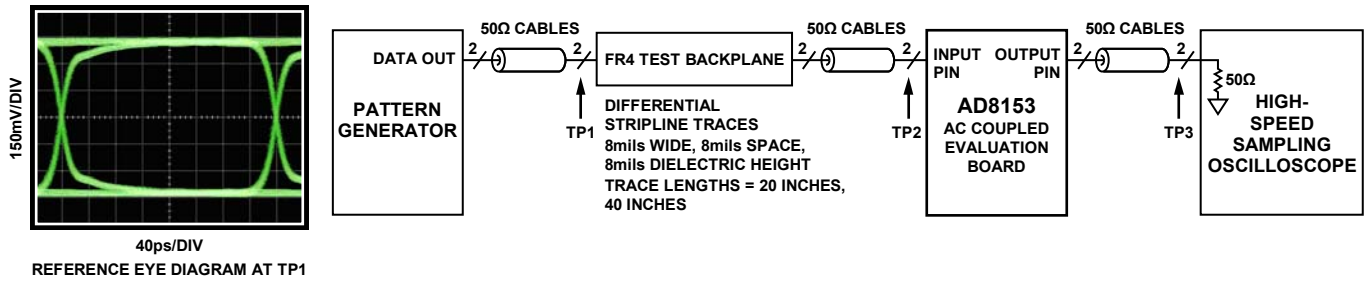 150mV/DIV
40ps/DIV
REFERENCE EYE DIAGRAM AT TP1
DATA OUT
PATTERN
GENERATOR
50Ω CABLES
2
2
TP1
FR4 TEST BACKPLANE
DIFFERENTIAL
STRIPLINE TRACES
8mils WIDE, 8mils SPACE,
8mils DIELECTRIC HEIGHT
TRACE LENGTHS = 20 INCHES,
40 INCHES
50Ω CABLES
2
2
TP2
INPUT
PIN
OUTPUT
PIN
AD8153
AC COUPLED
EVALUATION
BOARD
50Ω CABLES
2
2
TP3
50Ω
HIGH-
SPEED
SAMPLING
OSCILLOSCOPE